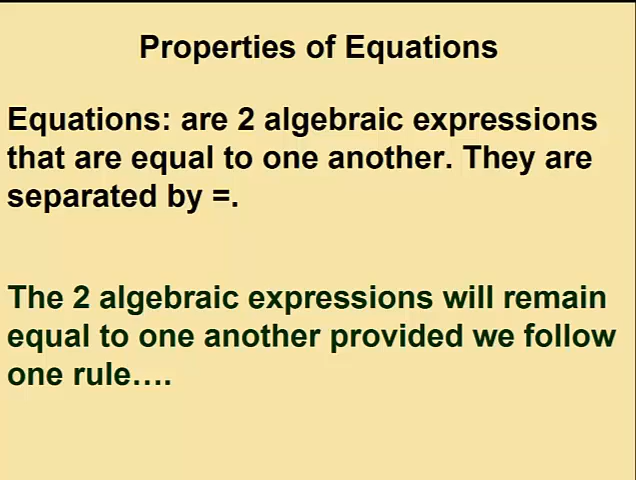 Properties of Equations
Equations: are 2 algebraic expressions
that are equal to one another. They are
separated by =.
The 2 algebraic expressions will remain
equal to one another provided we follow
one rule….